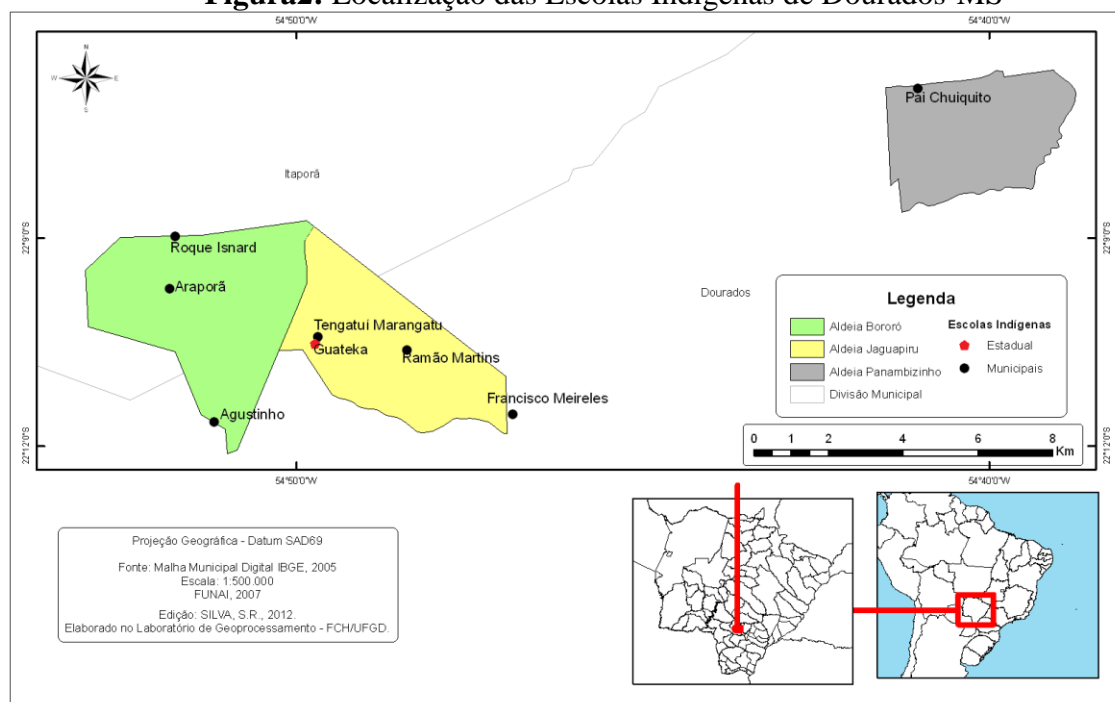 Figura2: Localização das Escolas Indígenas de Dourados-MS
54°50'0"W
54°40'0"W
N
W
E
S
Pai Chuiquito
Itaporã
22°9'0"S
22°9'0"S
Roque Isnard
Araporã
Dourados
Tengatuí Marangatu
Guateka
Ramão Martins
Francisco Meireles
Agustinho
Legenda
Aldeia Bororó
Aldeia Jaguapiru
Aldeia Panambizinho
Divisão Municipal
Escolas Indígenas
Estadual
Municipais
0 1 2 4 6 8
Km
22°12'0"S
22°12'0"S
54°50'0"W
54°40'0"W
Projeção Geográfica - Datum SAD69
Fonte: Malha Municipal Digital IBGE, 2005
Escala: 1:500.000
FUNAI, 2007
Edição: SILVA, S.R., 2012.
Elaborado no Laboratório de Geoprocessamento - FCH/UFGD.